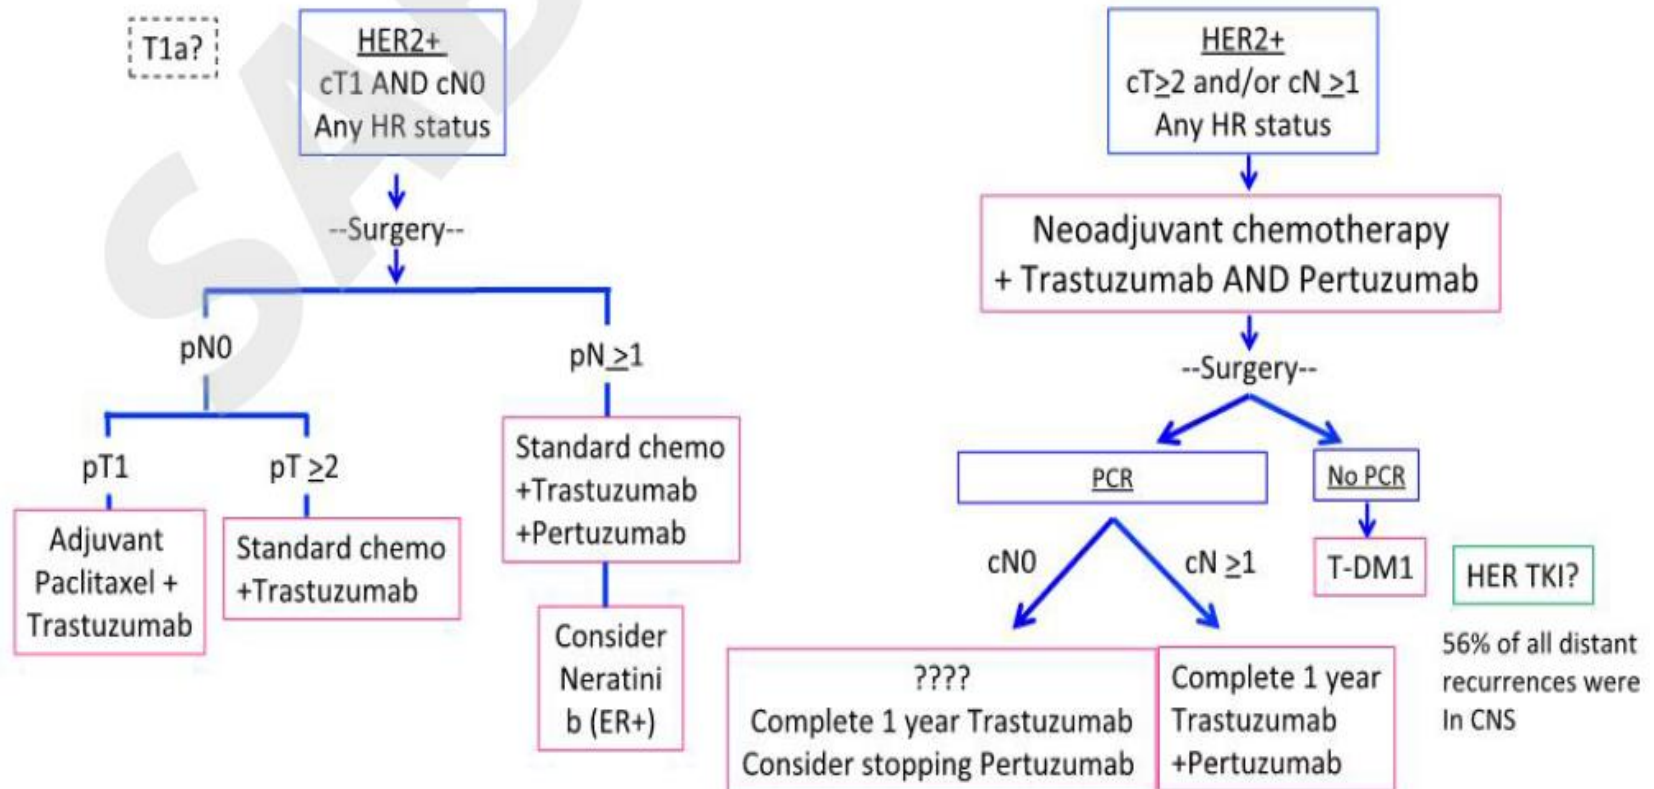 T1a?
HER2+
cT1 AND cN0
Any HR status
--Surgery--
pN0
pN ≥1
pT1
pT ≥2
Adjuvant
Paclitaxel +
Trastuzumab
Standard chemo
+Trastuzumab
Standard chemo
+Trastuzumab
+Pertuzumab
Consider
Neratini
b (ER+)
HER2+
cT≥2 and/or cN ≥1
Any HR status
Neoadjuvant chemotherapy
+ Trastuzumab AND Pertuzumab
--Surgery--
PCR
No PCR
cN0
cN ≥1
T-DM1
HER TKI?
????
Complete 1 year Trastuzumab
Consider stopping Pertuzumab
Complete 1 year
Trastuzumab
+Pertuzumab
56% of all distant
recurrences were
In CNS